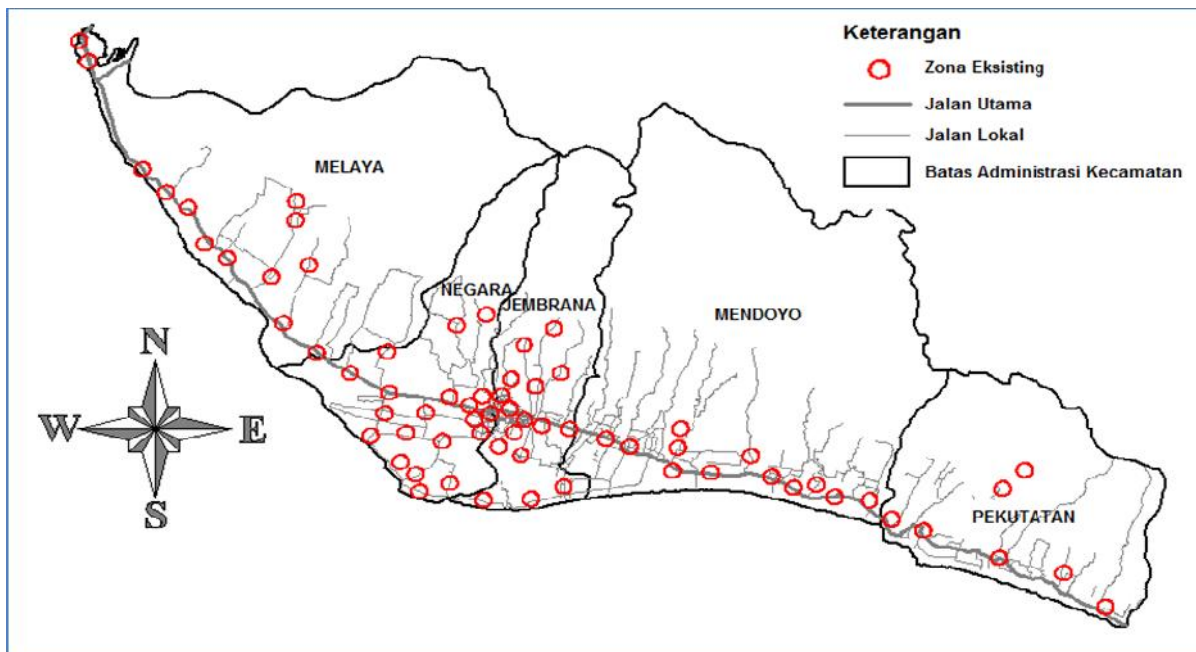 Keterangan
Zona Eksisting
Jalan Utama
Jalan Lokal
Batas Administrasi Kecamatan
MELAYA
NEGARA
JEMBRANA
MENDOYO
PEKUTATAN
N
W
E
S